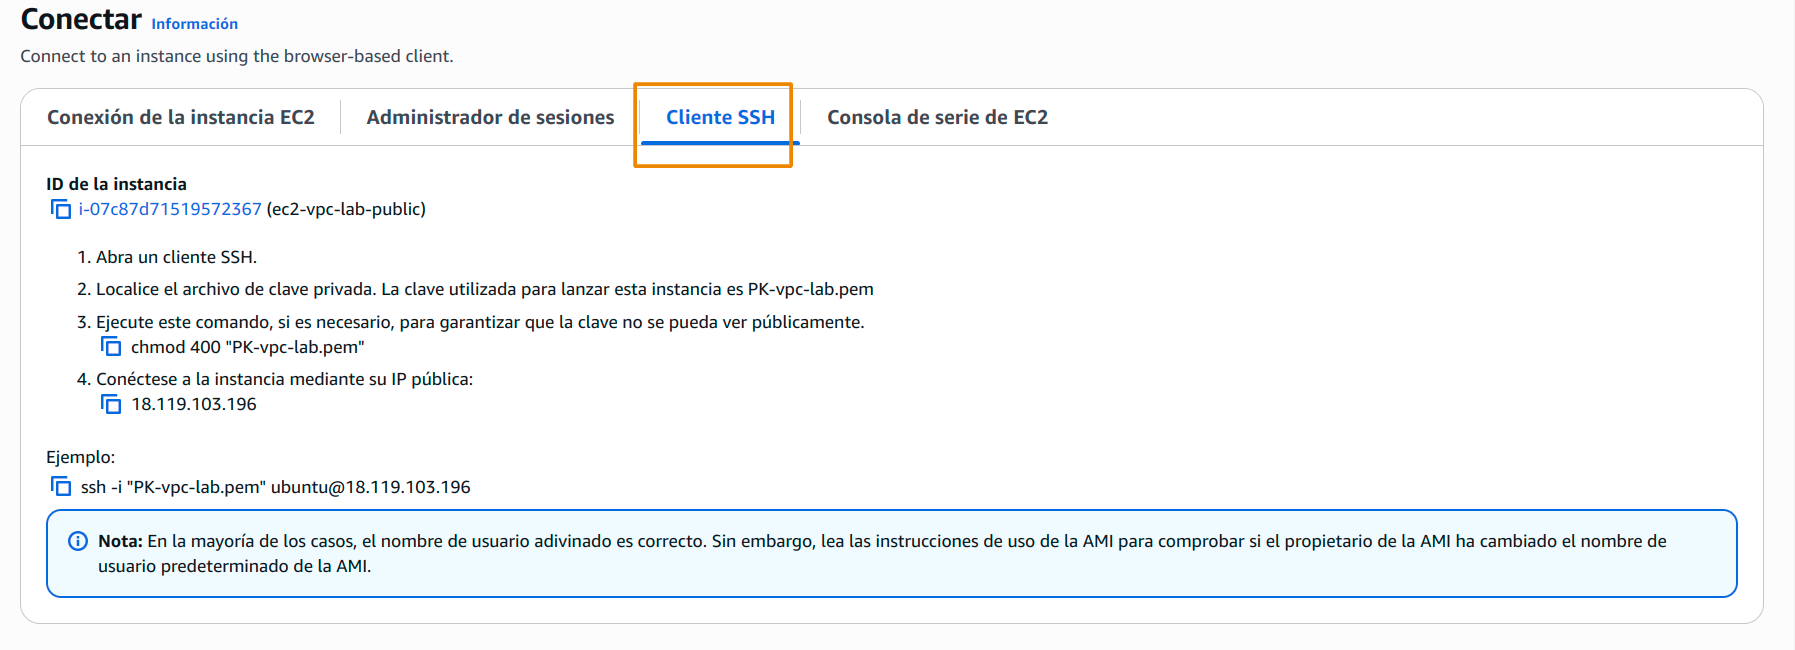 Conectar Información
Connect to an instance using the browser-based client.
Conexión de la instancia EC2 Administrador de sesiones Cliente SSH Consola de serie de EC2
ID de la instancia
i-07c87d71519572367 (ec2-vpc-lab-public)
1. Abra un cliente SSH.
2. Localice el archivo de clave privada. La clave utilizada para lanzar esta instancia es PK-vpc-lab.pem
3. Ejecute este comando, si es necesario, para garantizar que la clave no se pueda ver públicamente.
chmod 400 "PK-vpc-lab.pem"
4. Conéctese a la instancia mediante su IP pública:
18.119.103.196
Ejemplo:
ssh -i "PK-vpc-lab.pem" ubuntu@18.119.103.196
Nota: En la mayoría de los casos, el nombre de usuario adivinado es correcto. Sin embargo, lea las instrucciones de uso de la AMI para comprobar si el propietario de la AMI ha cambiado el nombre de
usuario predeterminado de la AMI.